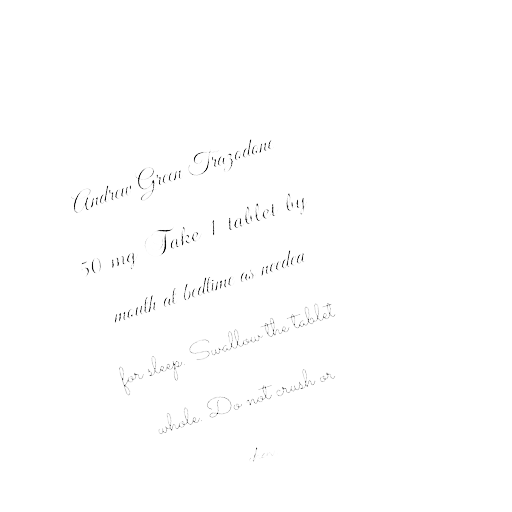 Andrew Green Trazodone
50 mg Take 1 tablet by
mouth at bedtime as needed
for sleep. Swallow the tablet
whole. Do not crush or